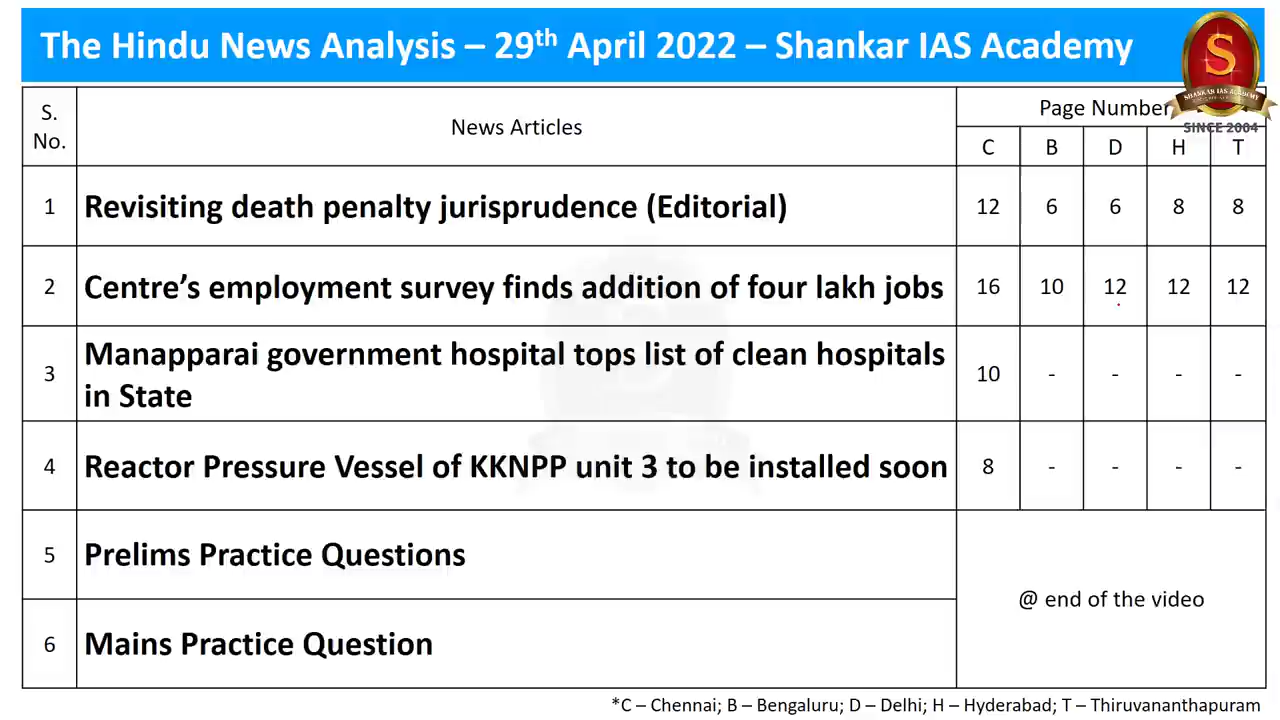 The Hindu News Analysis – 29th April 2022 – Shankar IAS Academy
S
SHANKAR IAS ACADEMY
SINCE 2004
S. No.
News Articles
Page Number
C B D H T
1 Revisiting death penalty jurisprudence (Editorial) 12 6 6 8 8
2 Centre’s employment survey finds addition of four lakh jobs 16 10 12 12 12
3 Manapparai government hospital tops list of clean hospitals
in State 10 - - - -
4 Reactor Pressure Vessel of KKNPP unit 3 to be installed soon 8 - - - -
5 Prelims Practice Questions
6 Mains Practice Question
@ end of the video
*C – Chennai; B – Bengaluru; D – Delhi; H – Hyderabad; T – Thiruvananthapuram